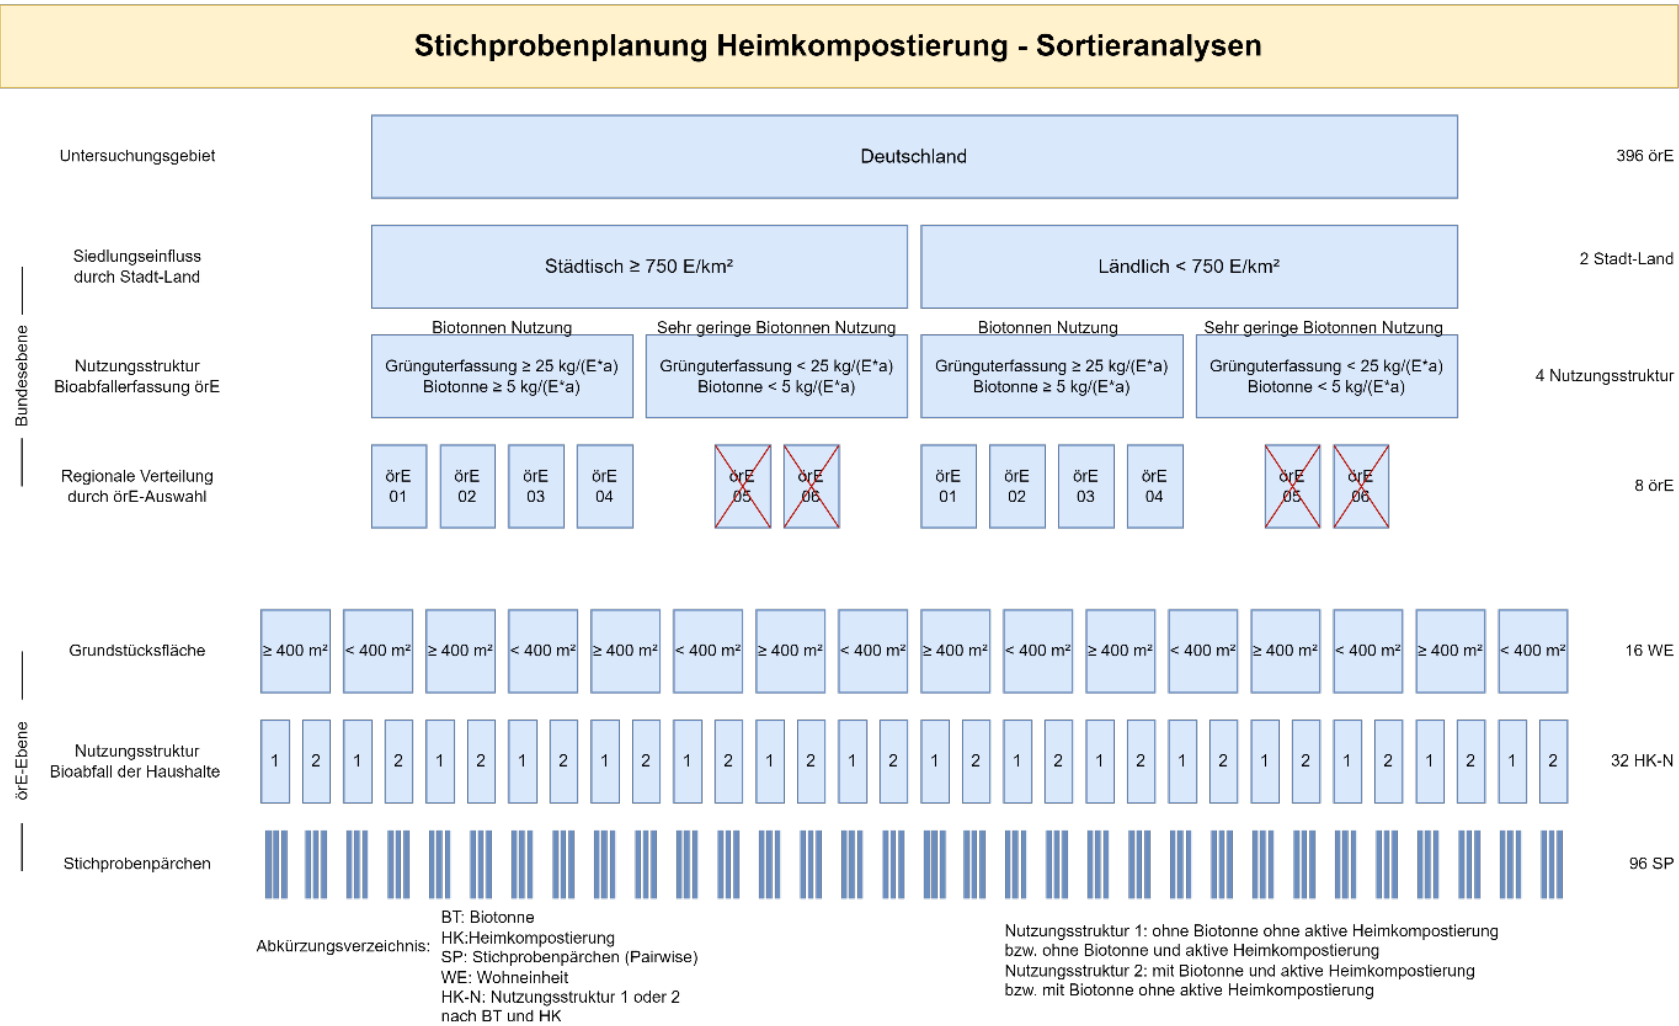 Stichprobenplanung Heimkompostierung - Sortieranalysen
Untersuchungsgebiet
Deutschland
396 örE
Siedlungseinfluss
durch Stadt-Land
Städtisch ≥ 750 E/km²
Ländlich < 750 E/km²
2 Stadt-Land
Bundesebene
Biotonnen Nutzung
Sehr geringe Biotonnen Nutzung
Biotonnen Nutzung
Sehr geringe Biotonnen Nutzung
Nutzungsstruktur
Bioabfallerfassung örE
Grünguterfassung ≥ 25 kg/(E*a)
Biotonne ≥ 5 kg/(E*a)
Grünguterfassung < 25 kg/(E*a)
Biotonne < 5 kg/(E*a)
Grünguterfassung ≥ 25 kg/(E*a)
Biotonne ≥ 5 kg/(E*a)
Grünguterfassung < 25 kg/(E*a)
Biotonne < 5 kg/(E*a)
4 Nutzungsstruktur
Regionale Verteilung
durch örE-Auswahl
örE
01
örE
02
örE
03
örE
04
örE
05
örE
06
örE
01
örE
02
örE
03
örE
04
örE
05
örE
06
8 örE
örE-Ebene
Grundstücksfläche
≥ 400 m²
< 400 m²
≥ 400 m²
< 400 m²
≥ 400 m²
< 400 m²
≥ 400 m²
< 400 m²
≥ 400 m²
< 400 m²
≥ 400 m²
< 400 m²
≥ 400 m²
< 400 m²
≥ 400 m²
< 400 m²
16 WE
Nutzungsstruktur
Bioabfall der Haushalte
1
2
1
2
1
2
1
2
1
2
1
2
1
2
1
2
1
2
1
2
1
2
1
2
1
2
1
2
1
2
1
2
32 HK-N
Stichprobenpärchen
96 SP
Abkürzungsverzeichnis:
BT: Biotonne
HK:Heimkompostierung
SP: Stichprobenpärchen (Pairwise)
WE: Wohneinheit
HK-N: Nutzungsstruktur 1 oder 2
nach BT und HK
Nutzungsstruktur 1: ohne Biotonne ohne aktive Heimkompostierung
bzw. ohne Biotonne und aktive Heimkompostierung
Nutzungsstruktur 2: mit Biotonne und aktive Heimkompostierung
bzw. mit Biotonne ohne aktive Heimkompostierung